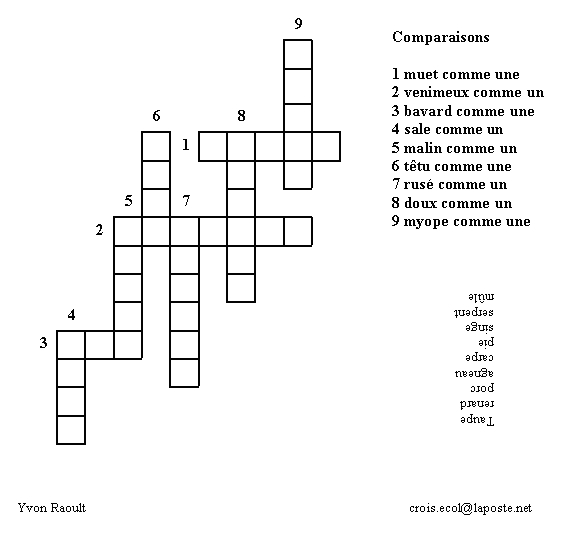 9
Comparaisons
1 muet comme une
2 venimeux comme un
6 8 3 bavard comme une
4 sale comme un
1 5 malin comme un
6 têtu comme une
5 7 7 rusé comme un
8 doux comme un
2 9 myope comme une
mûle
serpent
4 singe
3 pie
carpe
agneau
porc
renard
Taupe
Yvon Raoult crois.ecol@laposte.net